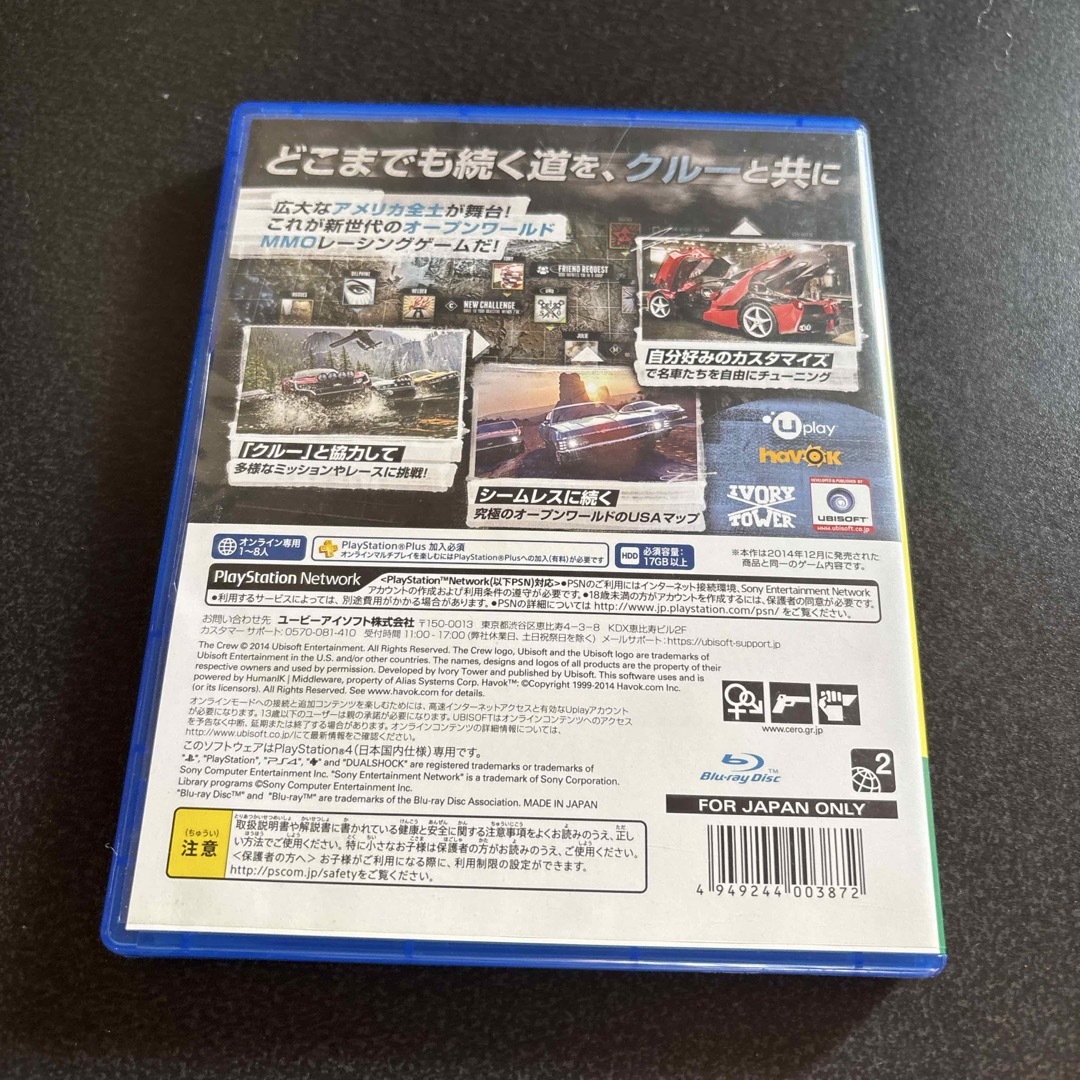 どこまでも続く道を、クルーと共に
広大なアメリカ全土が舞台!
これが新世代のオープンワールド
MMOレーシングゲームだ!
DELPHINE
FRIEND REQUEST
NEW CHALLENGE
JULIE
自分好みのカスタマイズ
で名車たちを自由にチューニング
「クルー」と協力して
多様なミッションやレースに挑戦!
シームレスに続く
究極のオープンワールドのUSAマップ
Uplay
havok
IVORY
TOWER
DEVELOPED & PUBLISHED BY
UBISOFT
www.ubisoft.co.jp
オンライン専用
1~8人
PlayStation®Plus 加入必須
オンラインマルチプレイを楽しむにはPlayStation®Plusへの加入(有料)が必要です
HDD 必須容量:
17GB以上
※本作は2014年12月に発売された
商品と同一のゲーム内容です。
PlayStation Network
<PlayStation™Network(以下PSN)対応>●PSNのご利用にはインターネット接続環境、Sony Entertainment Network
アカウントの作成および利用条件の遵守が必要です。●18歳未満の方がアカウントを作成するには、保護者の同意が必要です。
●利用するサービスによっては、別途費用がかかる場合があります。●PSNの詳細については http://www.jp.playstation.com/psn/ をご覧ください。
お問い合わせ先 ユービーアイソフト株式会社 〒150-0013 東京都渋谷区恵比寿4-3-8 KDX恵比寿ビル2F
カスタマー サポート: 0570-081-410 受付時間 11:00 - 17:00 (弊社休業日、土日祝祭日を除く) メールサポート: https://ubisoft-support.jp
The Crew © 2014 Ubisoft Entertainment. All Rights Reserved. The Crew logo, Ubisoft and the Ubisoft logo are trademarks of
Ubisoft Entertainment in the U.S. and/or other countries. The names, designs and logos of all products are the property of their
respective owners and used by permission. Developed by Ivory Tower and published by Ubisoft. This software uses and is
powered by HumanIK | Middleware, property of Alias Systems Corp. Havok™: ©Copyright 1999-2014 Havok.com Inc.
(or its licensors). All Rights Reserved. See www.havok.com for details.
オンラインモードへの接続と追加コンテンツを楽しむためには、高速インターネットアクセスと有効なUplayアカウント
が必要になります。13歳以下のユーザーは親の承諾が必要になります。UBISOFTはオンラインコンテンツへのアクセス
を予告なく中断、延期または終了する場合があります。オンラインコンテンツの詳細情報については、
http://www.ubisoft.co.jp/にて最新情報をご確認ください。
www.cero.gr.jp
このソフトウェアはPlayStation®4(日本国内仕様)専用です。
"PlayStation", "PS4", and "DUALSHOCK" are registered trademarks or trademarks of
Sony Computer Entertainment Inc. "Sony Entertainment Network" is a trademark of Sony Corporation.
Library programs ©Sony Computer Entertainment Inc.
"Blu-ray Disc™" and "Blu-ray™" are trademarks of the Blu-ray Disc Association. MADE IN JAPAN
Blu-ray Disc
2
FOR JAPAN ONLY
(ちゅうい)
注意
取扱説明書や解説書に書かれている健康と安全に関する注意事項をよくお読みのうえ、正し
い方法でご使用ください。特に小さなお子様は保護者の方がお読みのうえ、ご使用ください。
<保護者の方へ> お子様がご利用になる際に、利用制限の設定ができます。
http://pscom.jp/safetyをご覧ください。
4 949244 003872